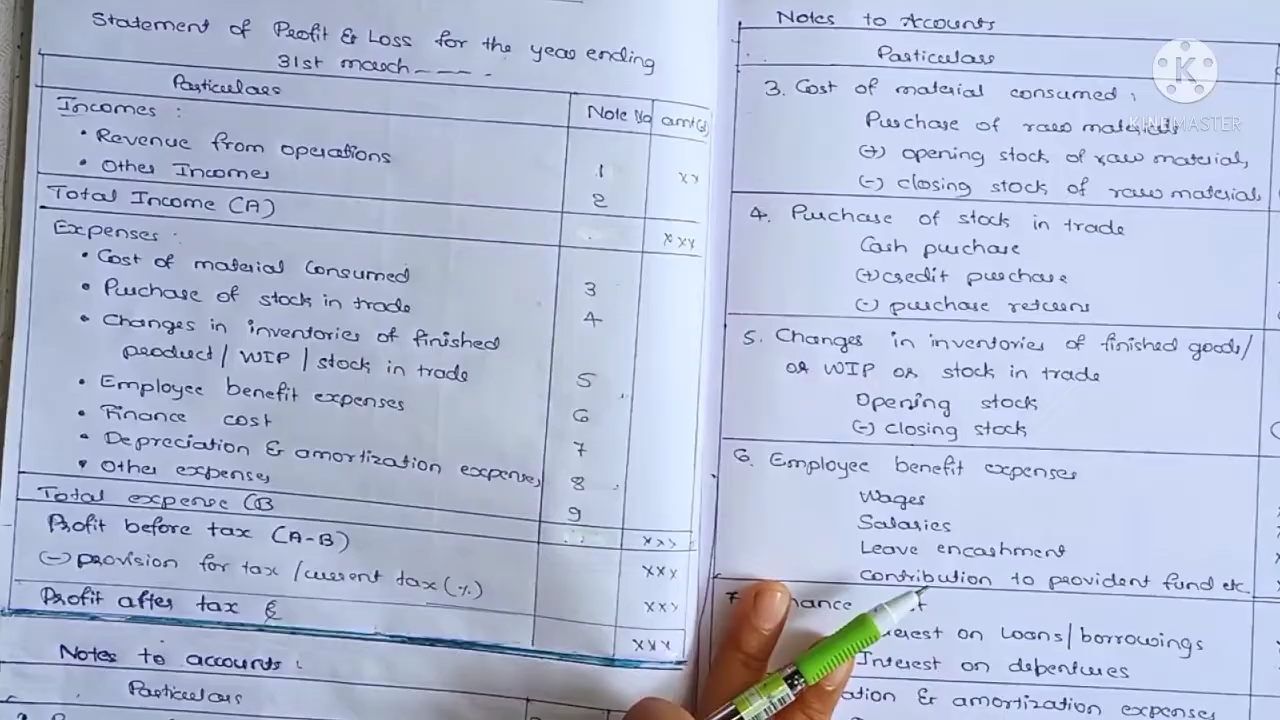 Statement of Profit & Loss for the year ending
31st march----.
Particulars
Note No
amt(₹)
Incomes :
• Revenue from operations
1
xx
• Other Incomes
2
Total Income (A)
xxx
Expenses :
• Cost of material Consumed
3
• Purchase of stock in trade
4
• Changes in inventories of finished
product/ WIP / stock in trade
5
• Employee benefit expenses
6
• Finance cost
7
• Depreciation & amortization expenses
8
• Other expenses
9
Total expense (B
xxx
Profit before tax (A-B)
xxx
(-) provision for tax /current tax (%)
xxx
Profit after tax &
xxx
Notes to accounts :
Particulars
Notes to Accounts
Particulars
3. Cost of material consumed :
Purchase of raw materials
(+) opening stock of raw material,
(-) closing stock of raw material,
4. Purchase of stock in trade
Cash purchase
(+) credit purchase
(-) purchase returns
5. Changes in inventories of finished goods/
or WIP or stock in trade
Opening stock
(-) closing stock
6. Employee benefit expenses
Wages
Salaries
Leave encashment
contribution to provident fund etc.
7
Interest on Loans/borrowings
Interest on debentures
ation & amortization expenses
K
KINEMASTER